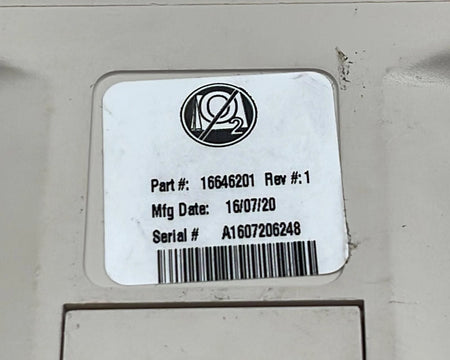 Part #: 16646201 Rev #: 1
Mfg Date: 16/07/20
Serial # A1607206248